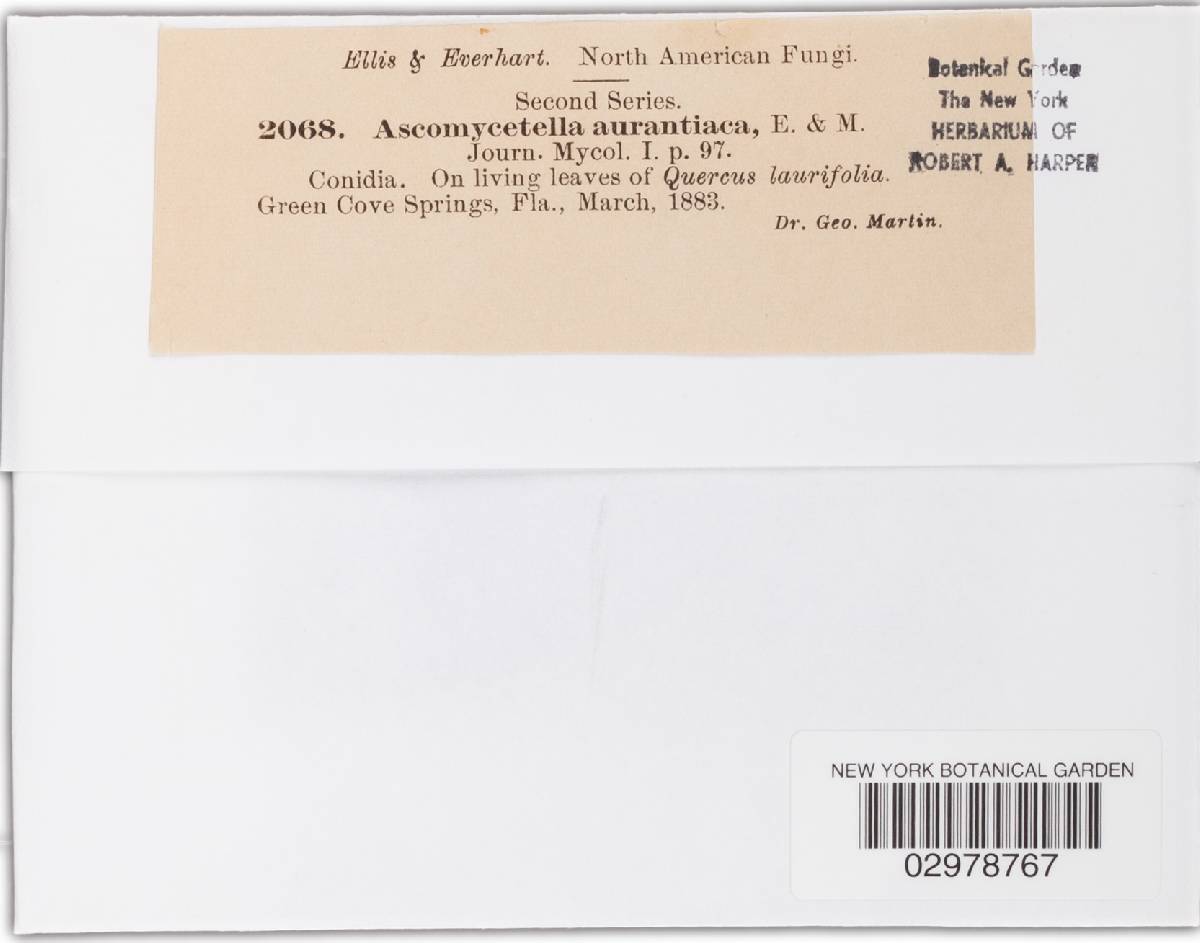 Ellis & Everhart. North American Fungi.
Second Series.
2068. Ascomycetella aurantiaca, E. & M.
Journ. Mycol. I. p. 97.
Conidia. On living leaves of Quercus laurifolia.
Green Cove Springs, Fla., March, 1883.
Dr. Geo. Martin.
Botanical Garden
The New York
HERBARIUM OF
ROBERT A. HARPER
NEW YORK BOTANICAL GARDEN
02978767